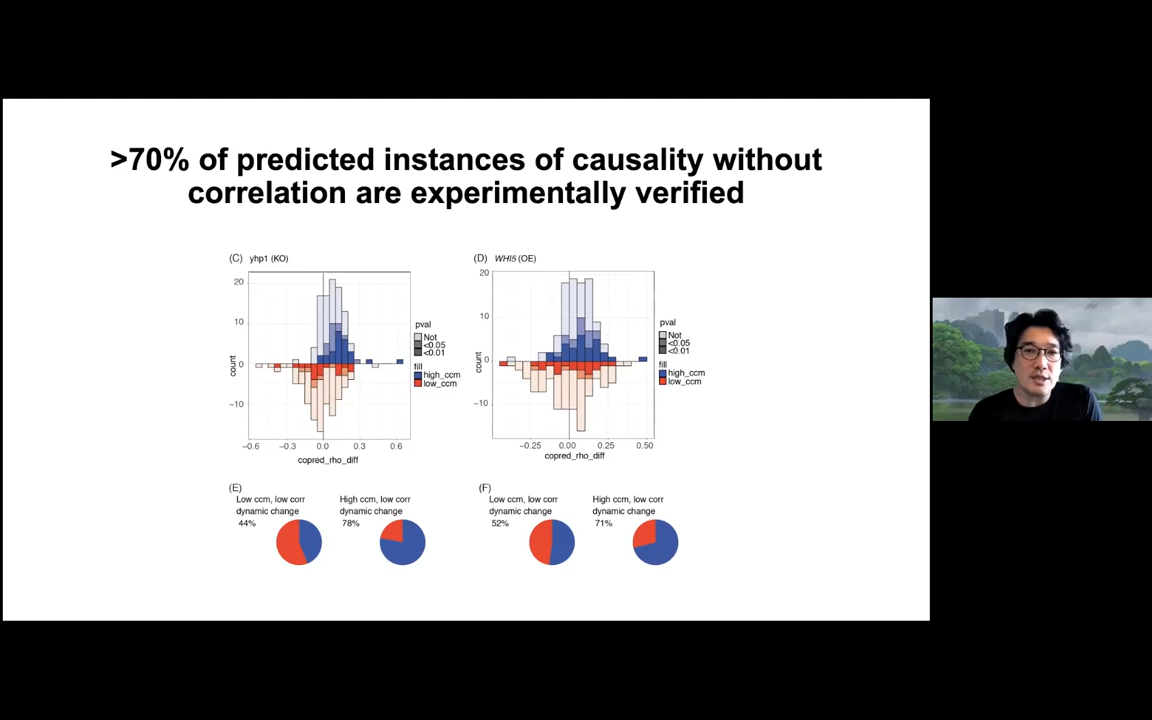 >70% of predicted instances of causality without
correlation are experimentally verified
(C) yhp1 (KO)
20
10
0
−10
count
−0.6 −0.3 0.0 0.3 0.6
copred_rho_diff
pval
Not
<0.05
<0.01
fill
high_ccm
low_ccm
(D) WHI5 (OE)
20
10
0
−10
count
−0.25 0.00 0.25 0.50
copred_rho_diff
pval
Not
<0.05
<0.01
fill
high_ccm
low_ccm
(E)
Low ccm, low corr
dynamic change
44%
High ccm, low corr
dynamic change
78%
(F)
Low ccm, low corr
dynamic change
52%
High ccm, low corr
dynamic change
71%